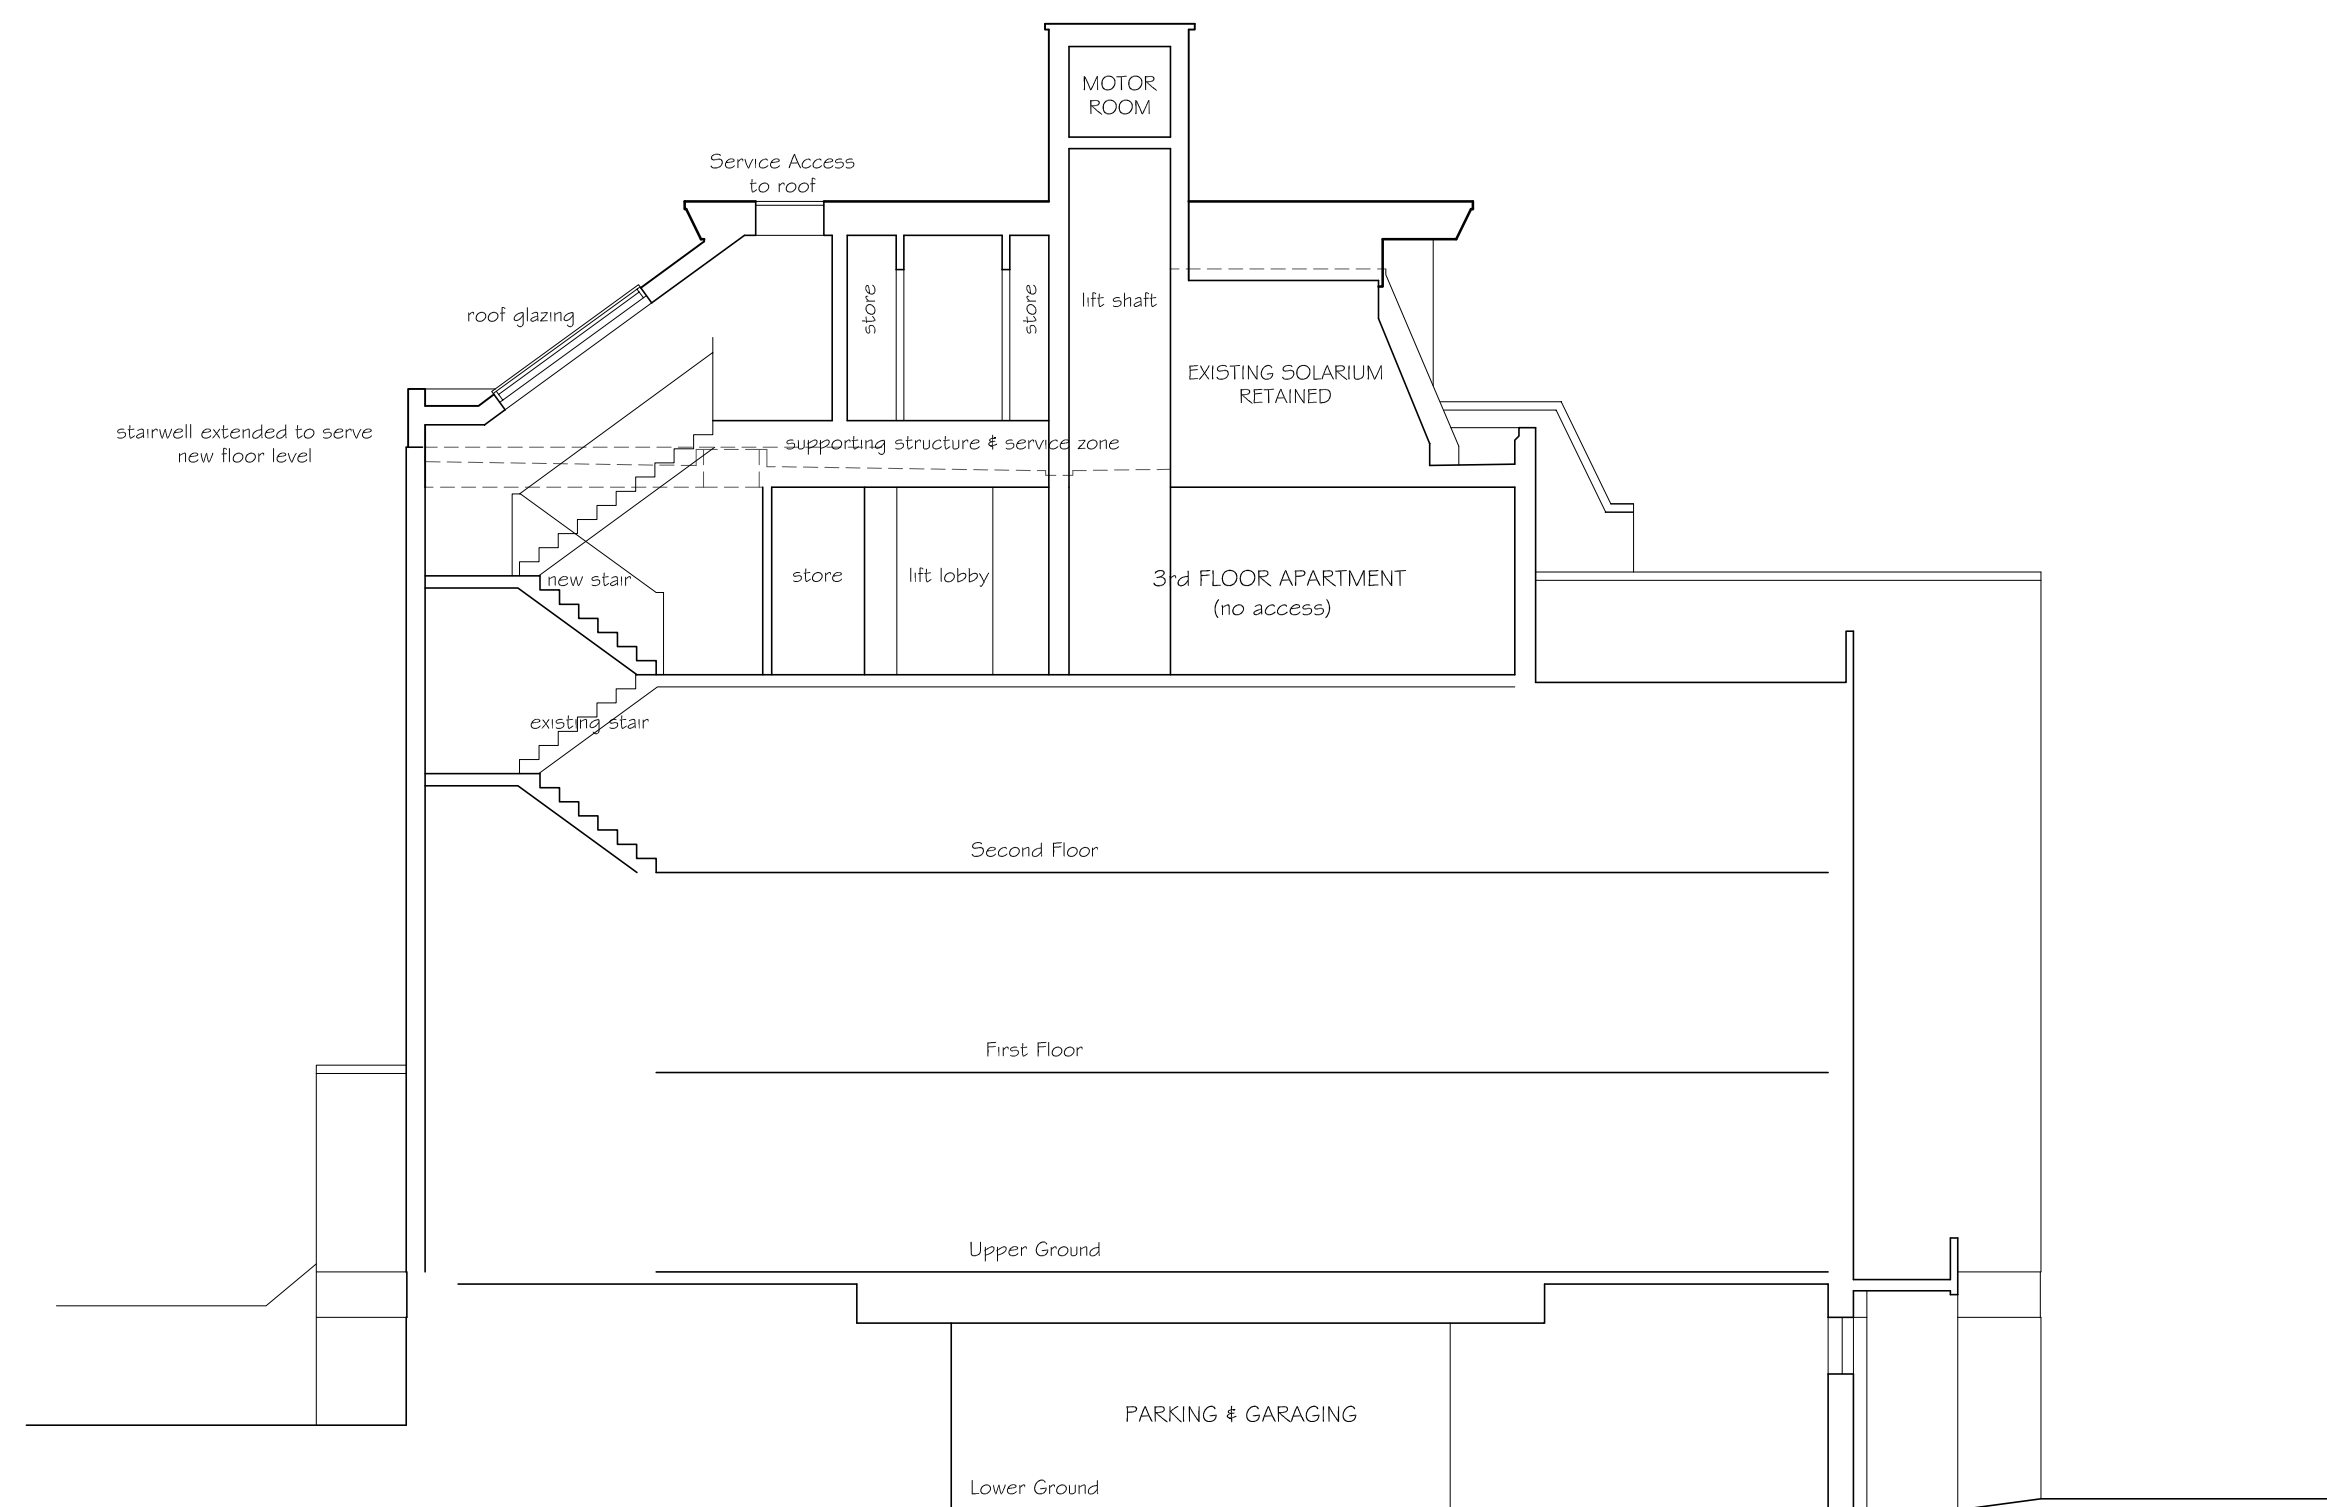 MOTOR
ROOM
Service Access
to roof
roof glazing
store
store
lift shaft
EXISTING SOLARIUM
RETAINED
stairwell extended to serve
new floor level
supporting structure & service zone
new stair
store
lift lobby
3rd FLOOR APARTMENT
(no access)
existing stair
Second Floor
First Floor
Upper Ground
PARKING & GARAGING
Lower Ground